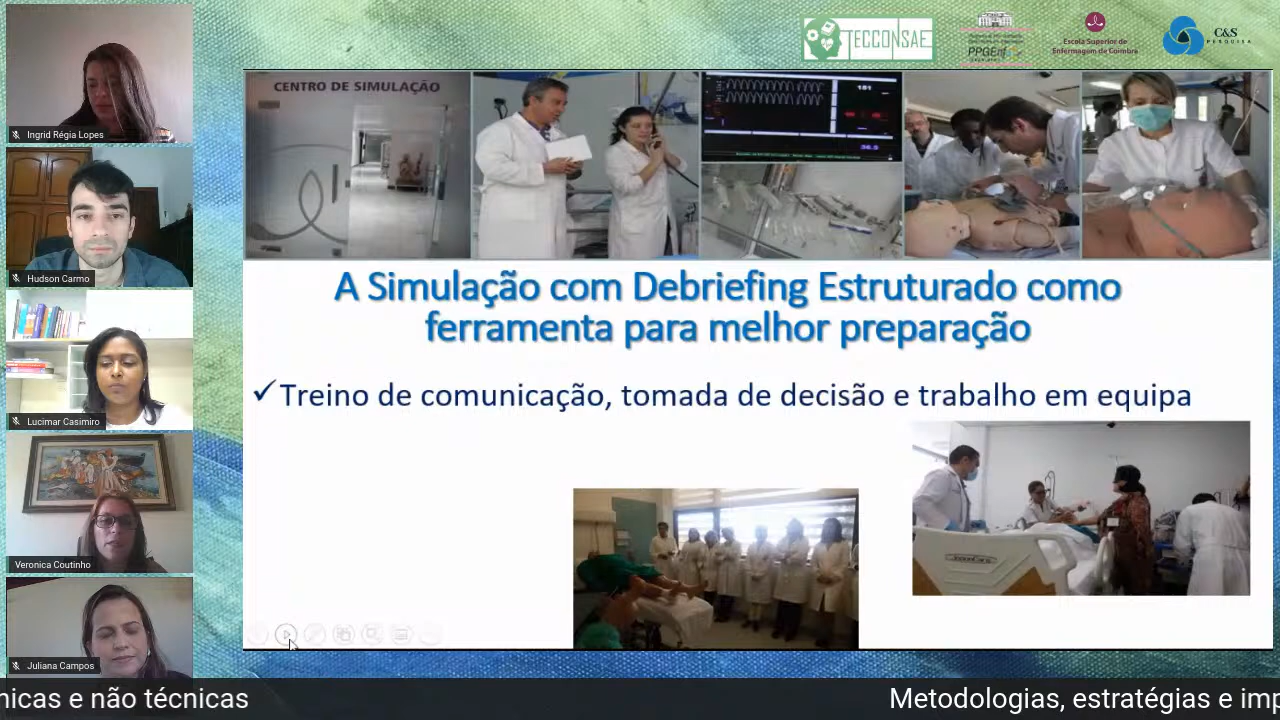 TECCONSAE
PPGEnf
Escola Superior de
Enfermagem de Coimbra
C&S
PESQUISA
Ingrid Régia Lopes
Hudson Carmo
Lucimar Casimiro
Veronica Coutinho
Juliana Campos
CENTRO DE SIMULAÇÃO
A Simulação com Debriefing Estruturado como
ferramenta para melhor preparação
✓Treino de comunicação, tomada de decisão e trabalho em equipa
nicas e não técnicas
Metodologias, estratégias e imp